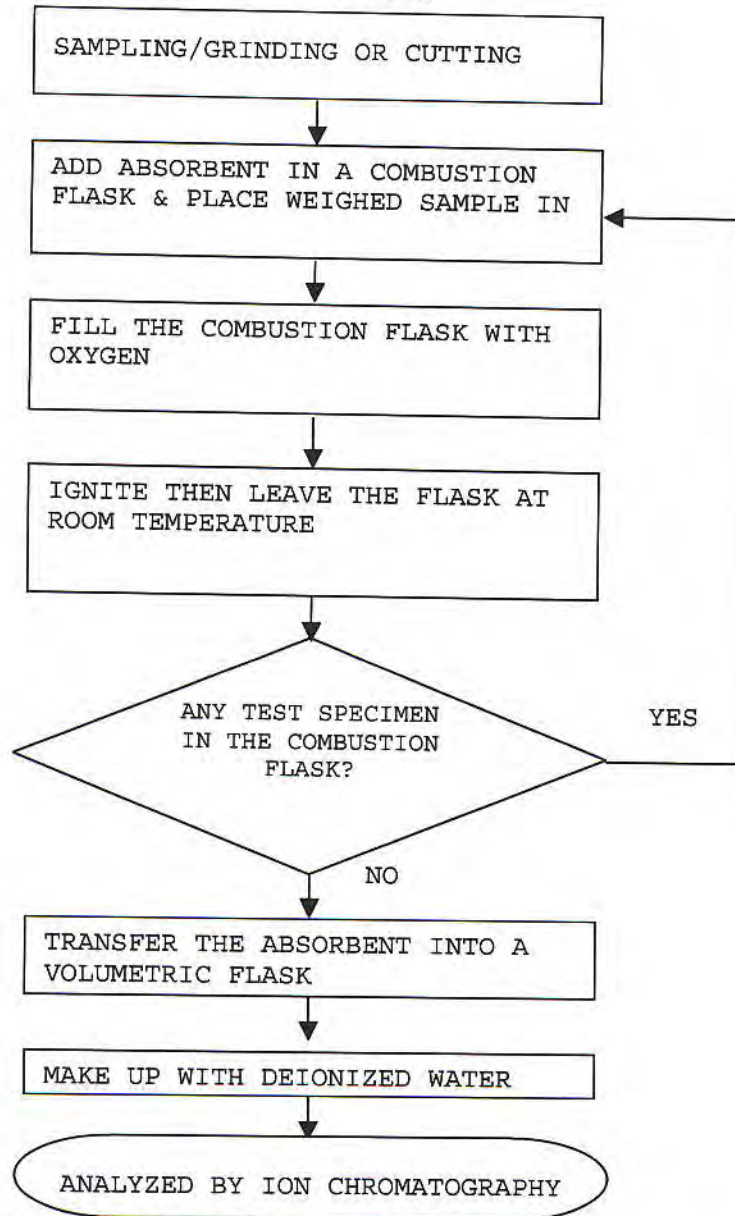 SAMPLING/GRINDING OR CUTTING
ADD ABSORBENT IN A COMBUSTION
FLASK & PLACE WEIGHED SAMPLE IN
FILL THE COMBUSTION FLASK WITH
OXYGEN
IGNITE THEN LEAVE THE FLASK AT
ROOM TEMPERATURE
ANY TEST SPECIMEN
IN THE COMBUSTION
FLASK?
YES
NO
TRANSFER THE ABSORBENT INTO A
VOLUMETRIC FLASK
MAKE UP WITH DEIONIZED WATER
ANALYZED BY ION CHROMATOGRAPHY